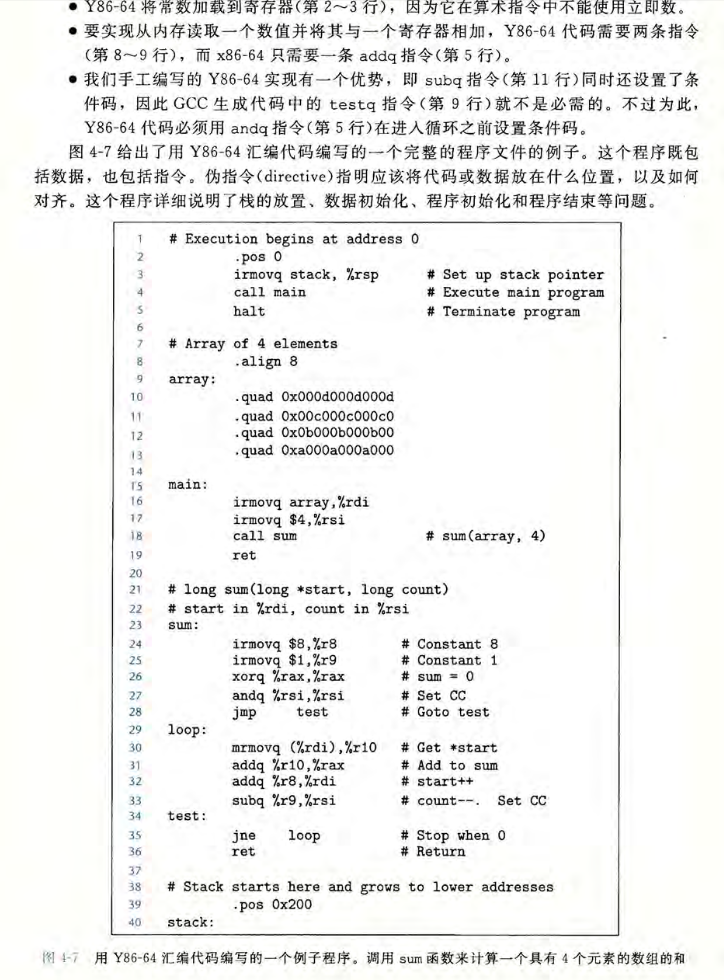 ● Y86-64 将常数加载到寄存器(第 2～3 行)，因为它在算术指令中不能使用立即数。
● 要实现从内存读取一个数值并将其与一个寄存器相加，Y86-64 代码需要两条指令
(第 8～9 行)，而 x86-64 只需要一条 addq 指令(第 5 行)。
● 我们手工编写的 Y86-64 实现有一个优势，即 subq 指令(第 11 行)同时还设置了条
件码，因此 GCC 生成代码中的 testq 指令(第 9 行)就不是必需的。不过为此，
Y86-64 代码必须用 andq 指令(第 5 行)在进入循环之前设置条件码。
图 4-7 给出了用 Y86-64 汇编代码编写的一个完整的程序文件的例子。这个程序既包
括数据，也包括指令。伪指令(directive)指明应该将代码或数据放在什么位置，以及如何
对齐。这个程序详细说明了栈的放置、数据初始化、程序初始化和程序结束等问题。
1 # Execution begins at address 0
2 .pos 0
3 irmovq stack, %rsp # Set up stack pointer
4 call main # Execute main program
5 halt # Terminate program
6
7 # Array of 4 elements
8 .align 8
9 array:
10 .quad 0x000d000d000d
11 .quad 0x00c000c000c0
12 .quad 0x0b000b000b00
13 .quad 0xa000a000a000
14
15 main:
16 irmovq array,%rdi
17 irmovq $4,%rsi
18 call sum # sum(array, 4)
19 ret
20
21 # long sum(long *start, long count)
22 # start in %rdi, count in %rsi
23 sum:
24 irmovq $8,%r8 # Constant 8
25 irmovq $1,%r9 # Constant 1
26 xorq %rax,%rax # sum = 0
27 andq %rsi,%rsi # Set CC
28 jmp test # Goto test
29 loop:
30 mrmovq (%rdi),%r10 # Get *start
31 addq %r10,%rax # Add to sum
32 addq %r8,%rdi # start++
33 subq %r9,%rsi # count--. Set CC
34 test:
35 jne loop # Stop when 0
36 ret # Return
37
38 # Stack starts here and grows to lower addresses
39 .pos 0x200
40 stack:
图 4-7 用 Y86-64 汇编代码编写的一个例子程序。调用 sum 函数来计算一个具有 4 个元素的数组的和